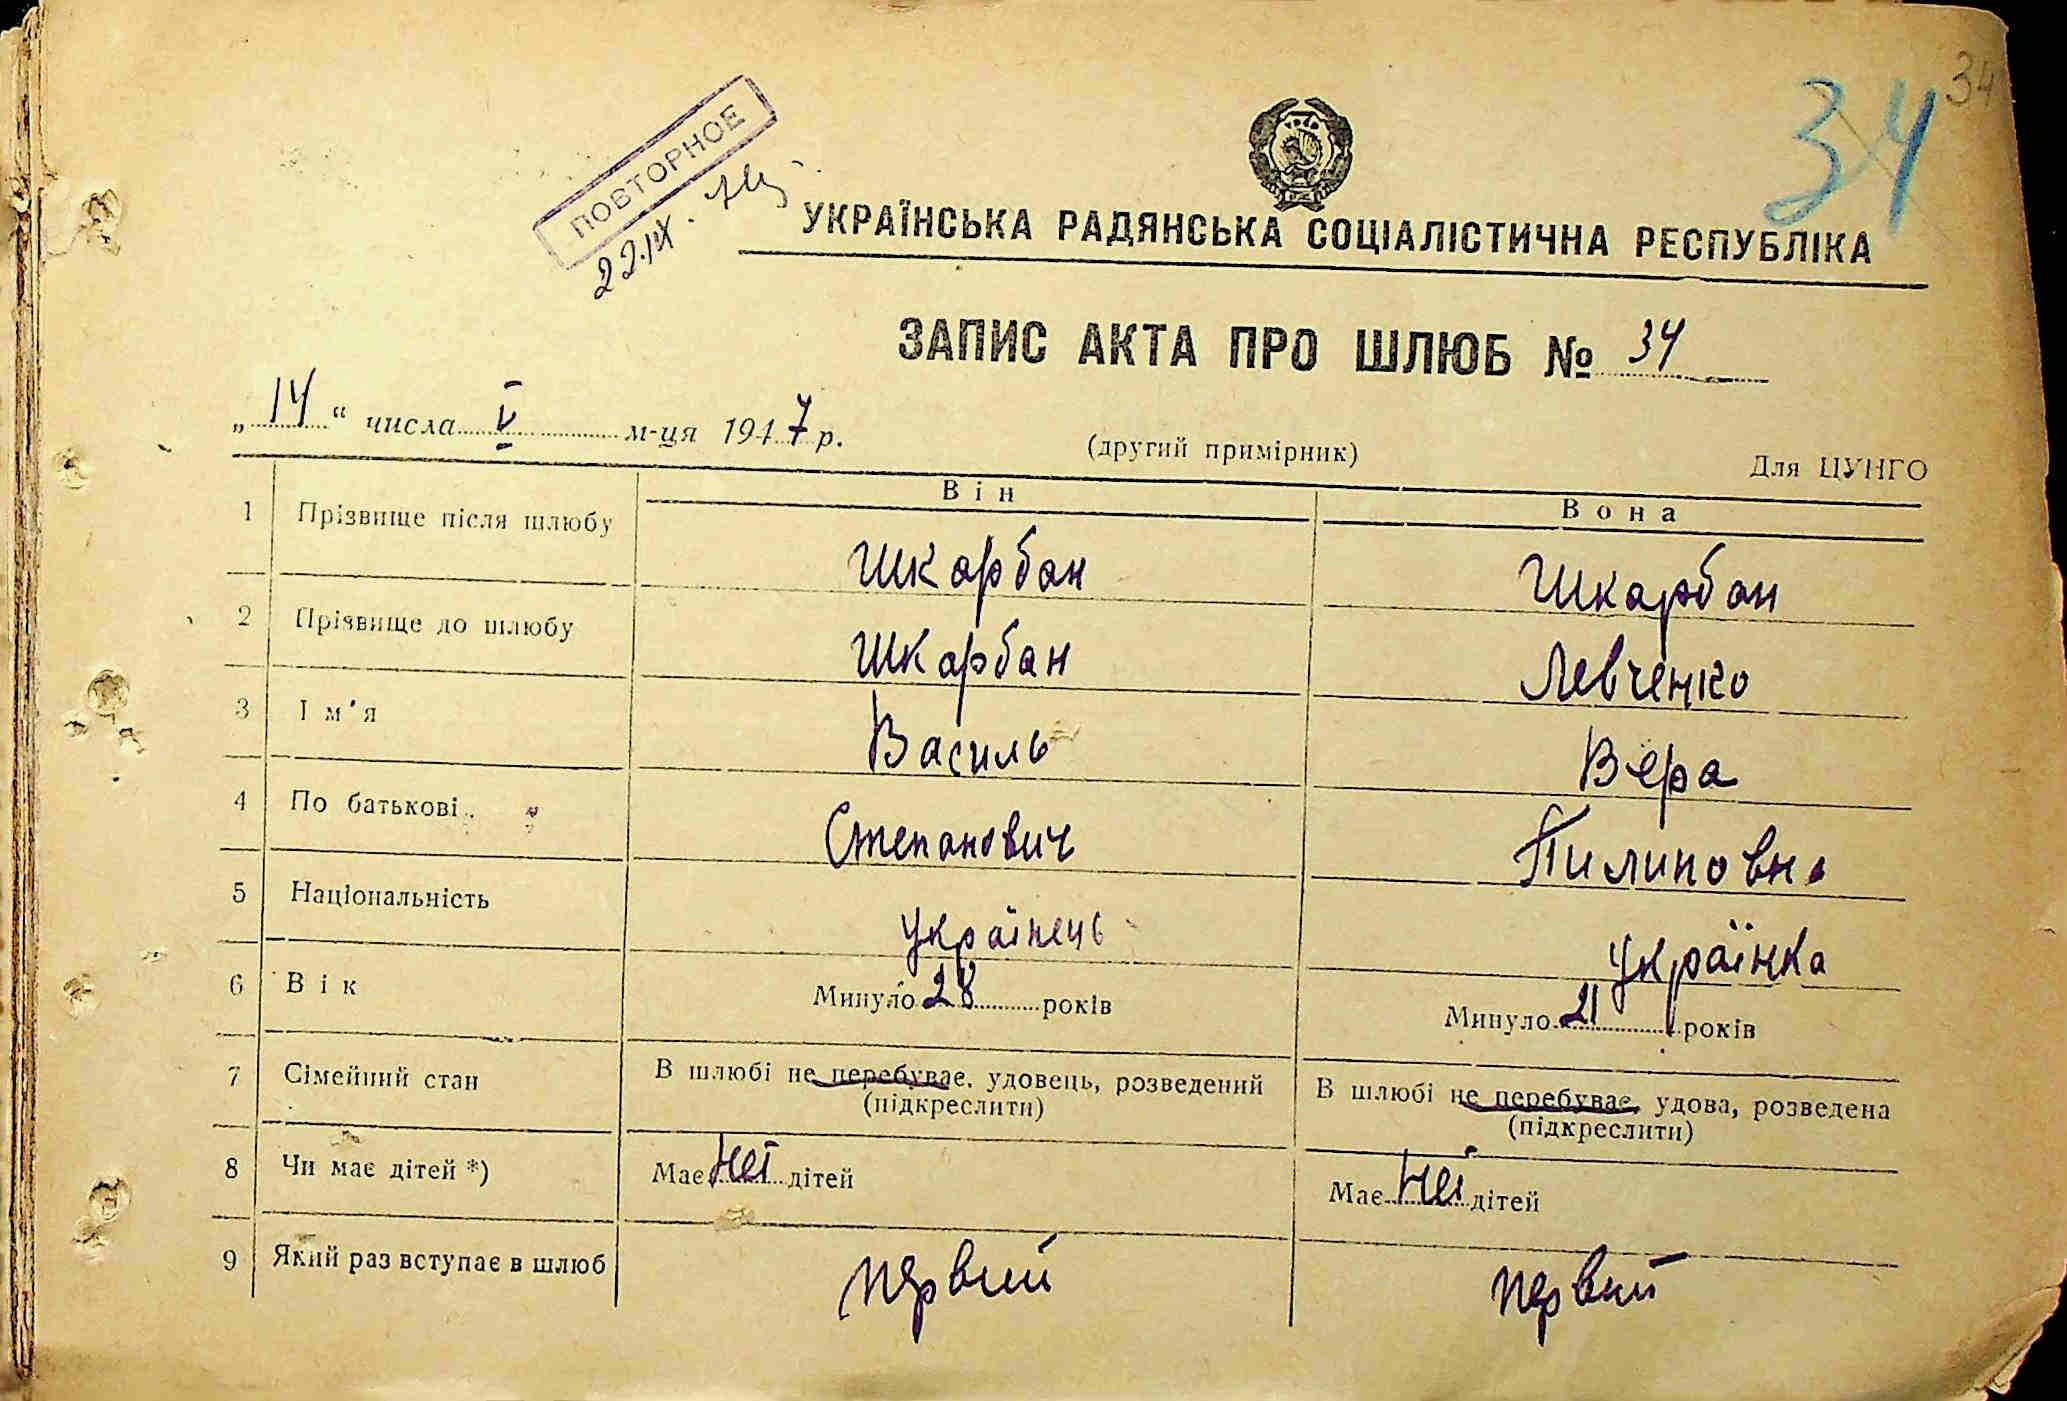 34
34
ПОВТОРНОЕ
22.IX.
УКРАЇНСЬКА РАДЯНСЬКА СОЦІАЛІСТИЧНА РЕСПУБЛІКА
ЗАПИС АКТА ПРО ШЛЮБ № 34
„14“ числа V м-ця 1947 р.
(другий примірник)
Для ЦУНГО
Він Вона
1 Прізвище після шлюбу Шкарбан Шкарбан
2 Прізвище до шлюбу Шкарбан Левченко
3 Ім'я Василь Вера
4 По батькові Степанович Пилиповна
5 Національність українець українка
6 Вік Минуло 28 років Минуло 21 років
7 Сімейний стан В шлюбі не перебуває, удовець, розведений В шлюбі не перебуває, удова, розведена
(підкреслити) (підкреслити)
8 Чи має дітей *) Має неі дітей Має неі дітей
9 Який раз вступає в шлюб первий первий